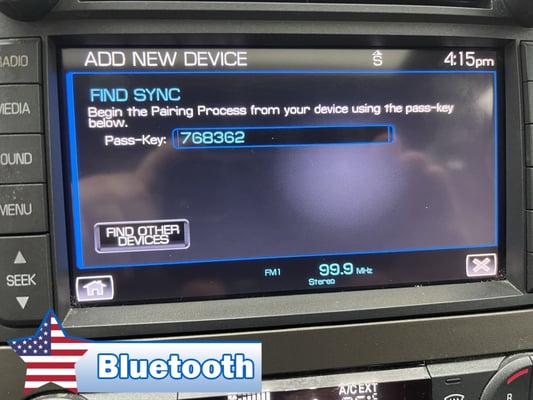 ADD NEW DEVICE
S
4:15pm
RADIO
MEDIA
SOUND
MENU
SEEK
FIND SYNC
Begin the Pairing Process from your device using the pass-key
below.
Pass-Key: 768362
FIND OTHER
DEVICES
FM1
99.9 MHz
Stereo
Bluetooth
A/C EXT
R